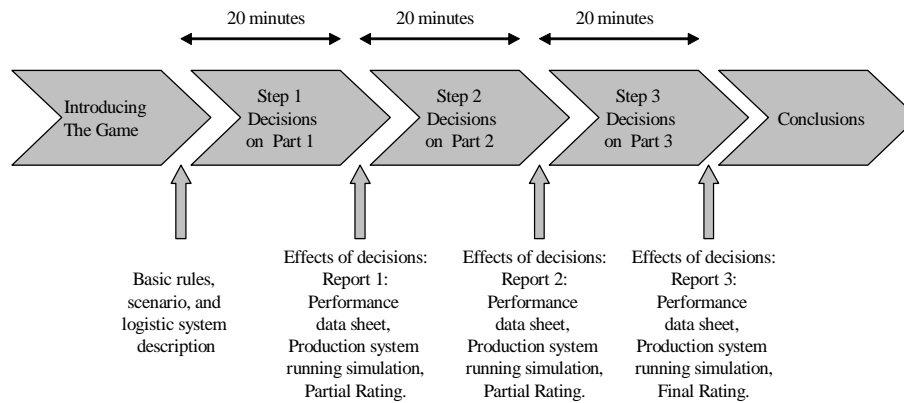 20 minutes
20 minutes
20 minutes
Introducing
The Game
Step 1
Decisions
on Part 1
Step 2
Decisions
on Part 2
Step 3
Decisions
on Part 3
Conclusions
Basic rules,
scenario, and
logistic system
description
Effects of decisions:
Report 1:
Performance
data sheet,
Production system
running simulation,
Partial Rating.
Effects of decisions:
Report 2:
Performance
data sheet,
Production system
running simulation,
Partial Rating.
Effects of decisions:
Report 3:
Performance
data sheet,
Production system
running simulation,
Final Rating.